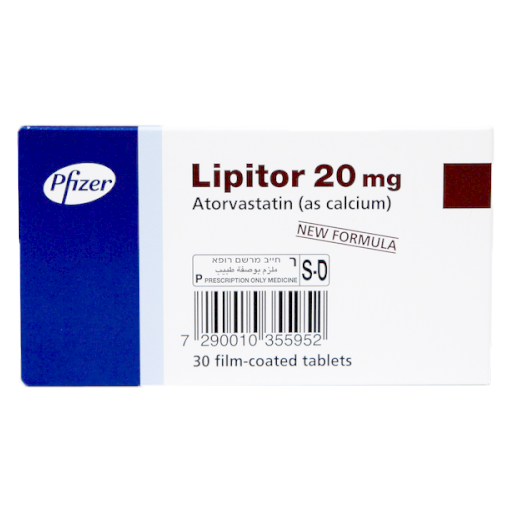 Pfizer
Lipitor 20 mg
Atorvastatin (as calcium)
NEW FORMULA
ר חייב מרשם רופא
ملزم بوصفة طبيب
P PRESCRIPTION ONLY MEDICINE
S-D
7 290010 355952
30 film-coated tablets